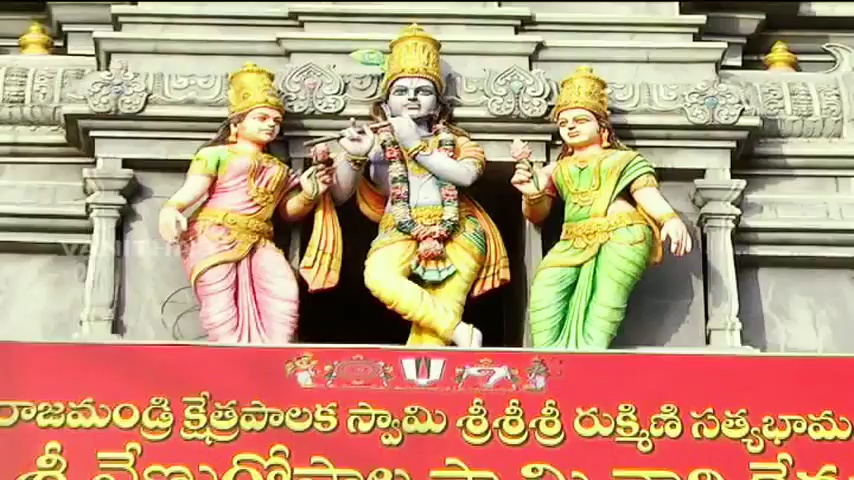 రాజమండ్రి క్షేత్రపాలక స్వామి శ్రీశ్రీశ్రీ రుక్మిణి సత్యభామ
శ్రీ వేణుగోపాల స్వామి వారి